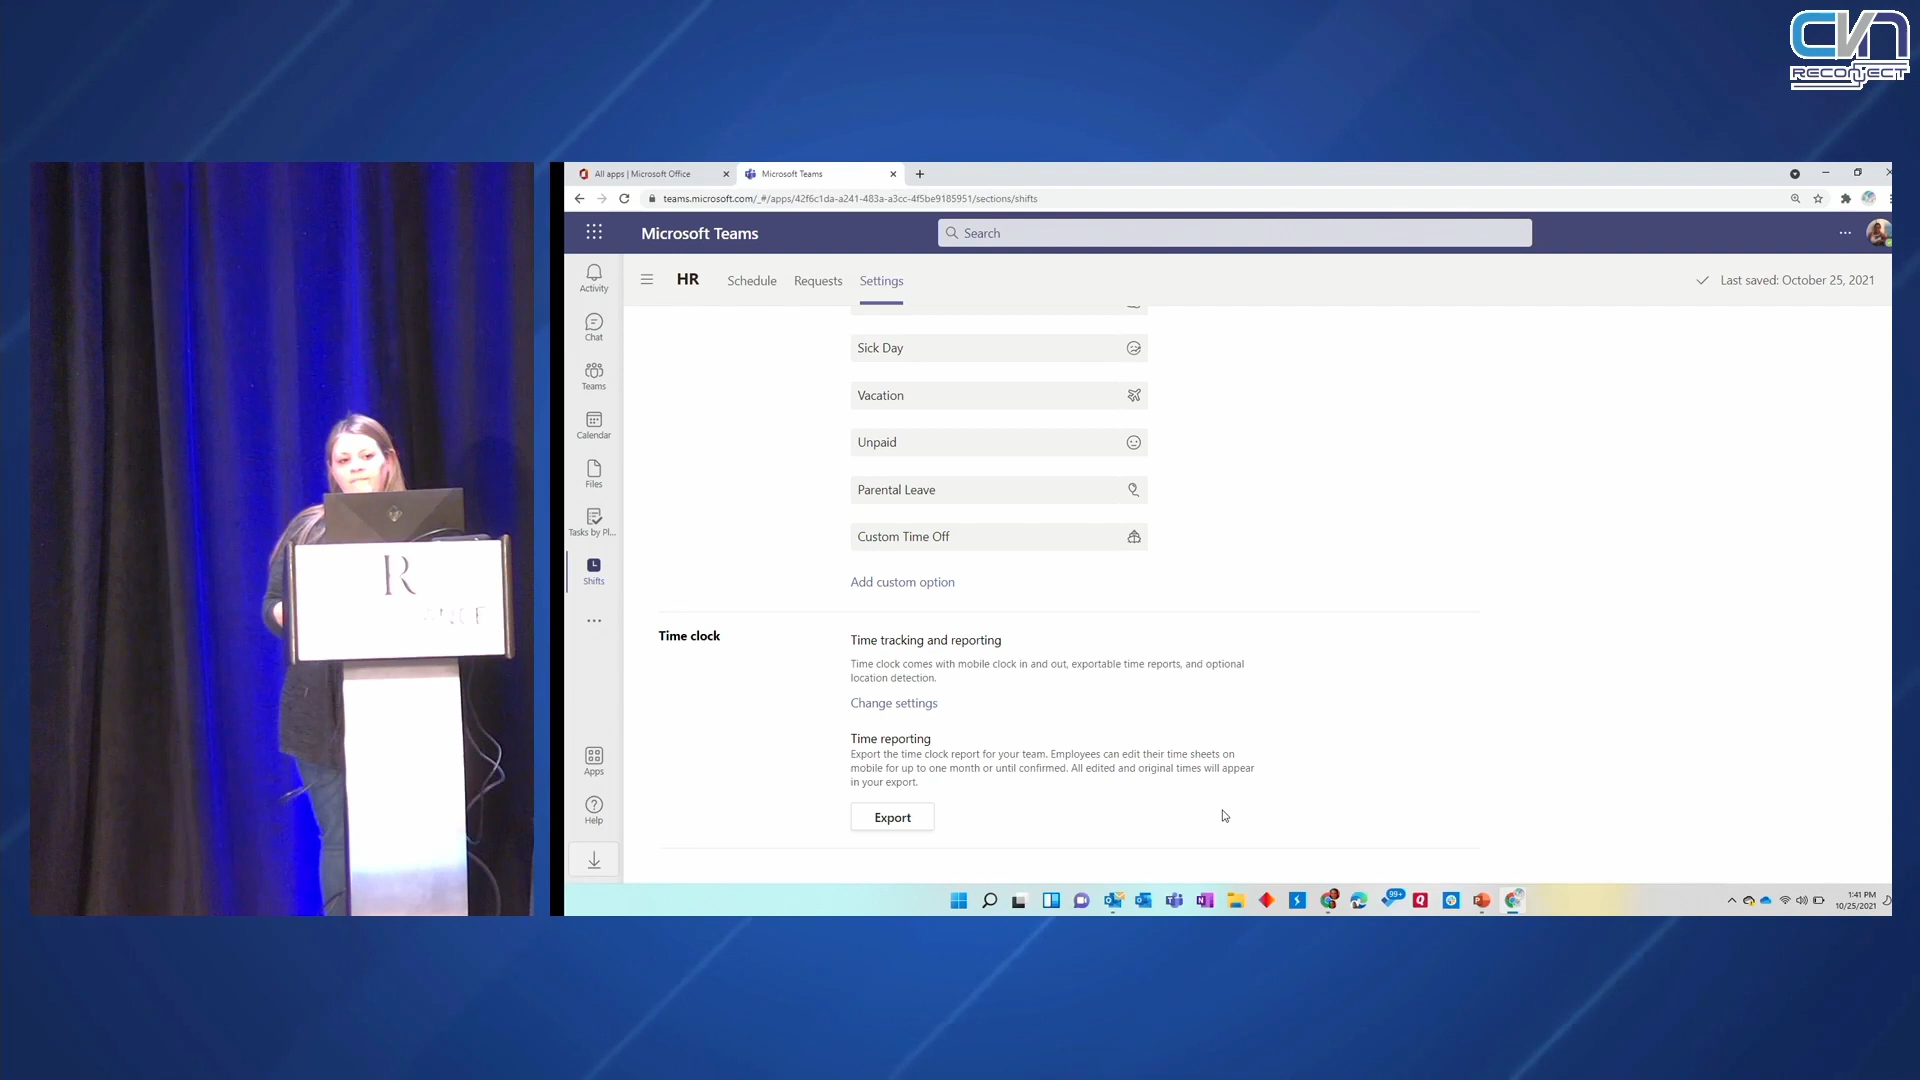 CVN
RECONJECT
All apps | Microsoft Office
Microsoft Teams
teams.microsoft.com/_#/apps/42f6c1da-a241-483a-a3cc-4f5be9185951/sections/shifts
Microsoft Teams
Search
HR
Schedule
Requests
Settings
Last saved: October 25, 2021
Activity
Chat
Teams
Calendar
Files
Tasks by Pl...
Shifts
Apps
Help
Sick Day
Vacation
Unpaid
Parental Leave
Custom Time Off
Add custom option
Time clock
Time tracking and reporting
Time clock comes with mobile clock in and out, exportable time reports, and optional
location detection.
Change settings
Time reporting
Export the time clock report for your team. Employees can edit their time sheets on
mobile for up to one month or until confirmed. All edited and original times will appear
in your export.
Export
99+
1:41 PM
10/25/2021
R